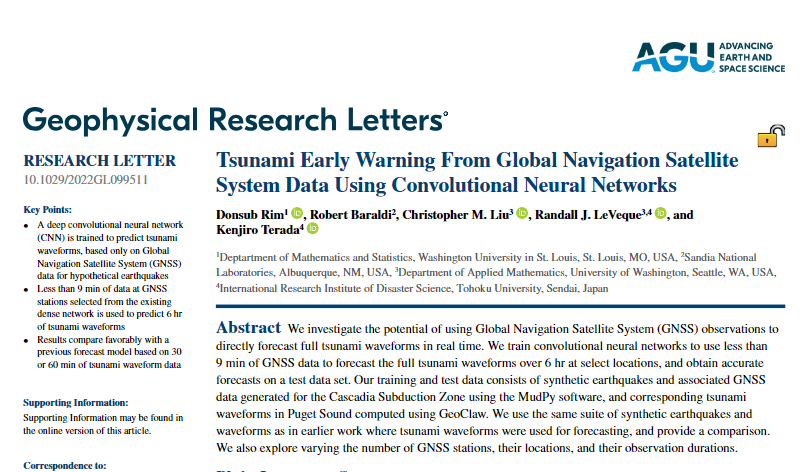 AGU
ADVANCING
EARTH AND
SPACE SCIENCE
Geophysical Research Letters®
RESEARCH LETTER
10.1029/2022GL099511
Key Points:
• A deep convolutional neural network
(CNN) is trained to predict tsunami
waveforms, based only on Global
Navigation Satellite System (GNSS)
data for hypothetical earthquakes
• Less than 9 min of data at GNSS
stations selected from the existing
dense network is used to predict 6 hr
of tsunami waveforms
• Results compare favorably with a
previous forecast model based on 30
or 60 min of tsunami waveform data
Supporting Information:
Supporting Information may be found in
the online version of this article.
Correspondence to:
Tsunami Early Warning From Global Navigation Satellite
System Data Using Convolutional Neural Networks
Donsub Rim¹ iD, Robert Baraldi², Christopher M. Liu³ iD, Randall J. LeVeque³,⁴ iD, and
Kenjiro Terada⁴ iD
¹Deptartment of Mathematics and Statistics, Washington University in St. Louis, St. Louis, MO, USA, ²Sandia National
Laboratories, Albuquerque, NM, USA, ³Department of Applied Mathematics, University of Washington, Seattle, WA, USA,
⁴International Research Institute of Disaster Science, Tohoku University, Sendai, Japan
Abstract We investigate the potential of using Global Navigation Satellite System (GNSS) observations to
directly forecast full tsunami waveforms in real time. We train convolutional neural networks to use less than
9 min of GNSS data to forecast the full tsunami waveforms over 6 hr at select locations, and obtain accurate
forecasts on a test data set. Our training and test data consists of synthetic earthquakes and associated GNSS
data generated for the Cascadia Subduction Zone using the MudPy software, and corresponding tsunami
waveforms in Puget Sound computed using GeoClaw. We use the same suite of synthetic earthquakes and
waveforms as in earlier work where tsunami waveforms were used for forecasting, and provide a comparison.
We also explore varying the number of GNSS stations, their locations, and their observation durations.